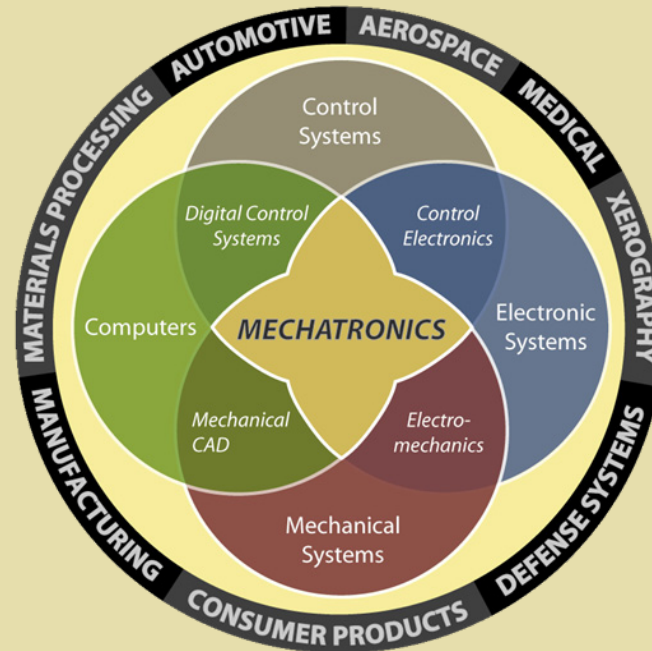 AUTOMOTIVE
AEROSPACE
MEDICAL
XEROGRAPHY
DEFENSE SYSTEMS
CONSUMER PRODUCTS
MANUFACTURING
MATERIALS PROCESSING
Control
Systems
Digital Control
Systems
Control
Electronics
Computers
MECHATRONICS
Electronic
Systems
Mechanical
CAD
Electro-
mechanics
Mechanical
Systems